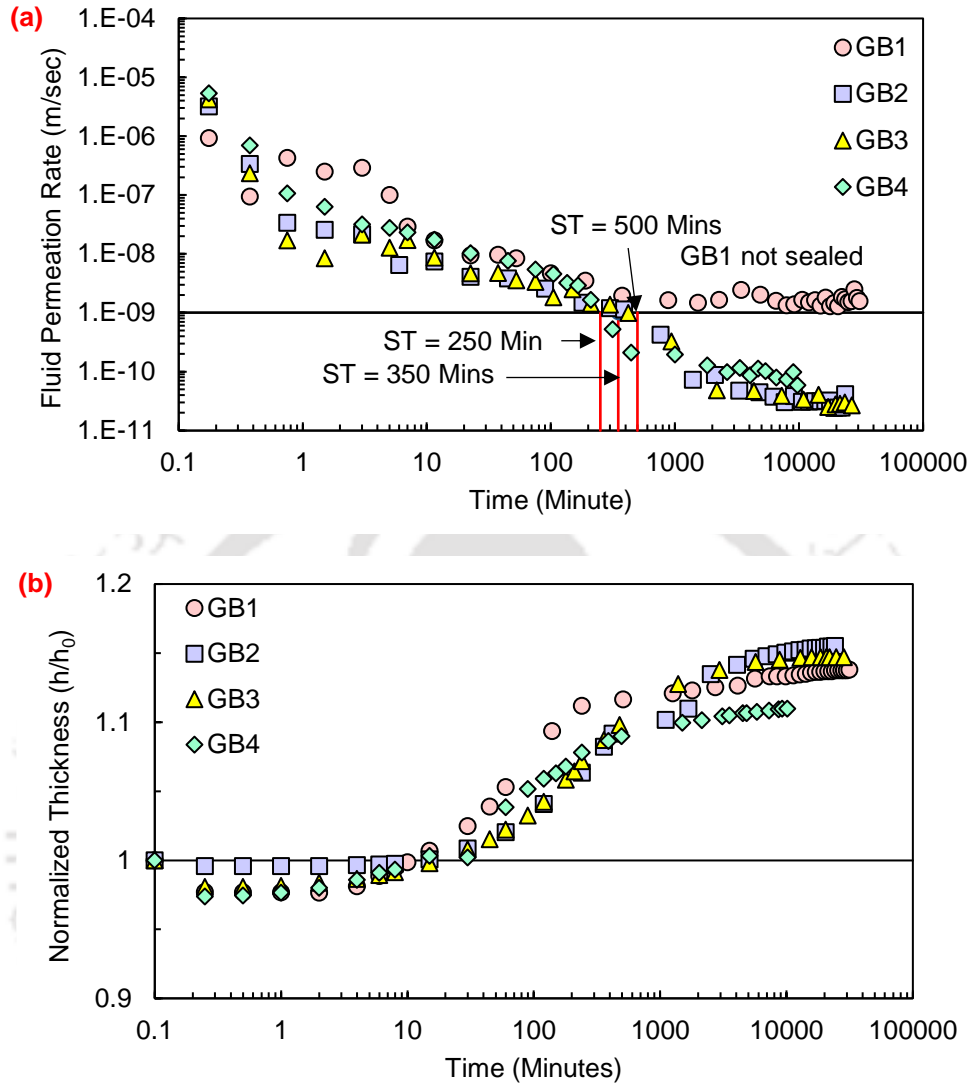 (a)
Fluid Permeation Rate (m/sec)
1.E-04
1.E-05
1.E-06
1.E-07
1.E-08
1.E-09
1.E-10
1.E-11
GB1
GB2
GB3
GB4
ST = 500 Mins
GB1 not sealed
ST = 250 Min
ST = 350 Mins
0.1 1 10 100 1000 10000 100000
Time (Minute)
(b)
Normalized Thickness (h/h0)
1.2
1.1
1
0.9
GB1
GB2
GB3
GB4
0.1 1 10 100 1000 10000 100000
Time (Minutes)